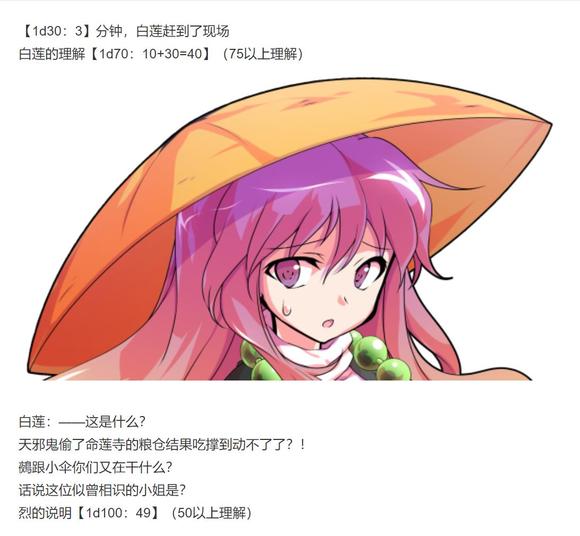 【1d30：3】分钟，白莲赶到了现场
白莲的理解【1d70：10+30=40】（75以上理解）
白莲：——这是什么？
天邪鬼偷了命莲寺的粮仓结果吃撑到动不了了？！
鵺跟小伞你们又在干什么？
话说这位似曾相识的小姐是？
烈的说明【1d100：49】（50以上理解）